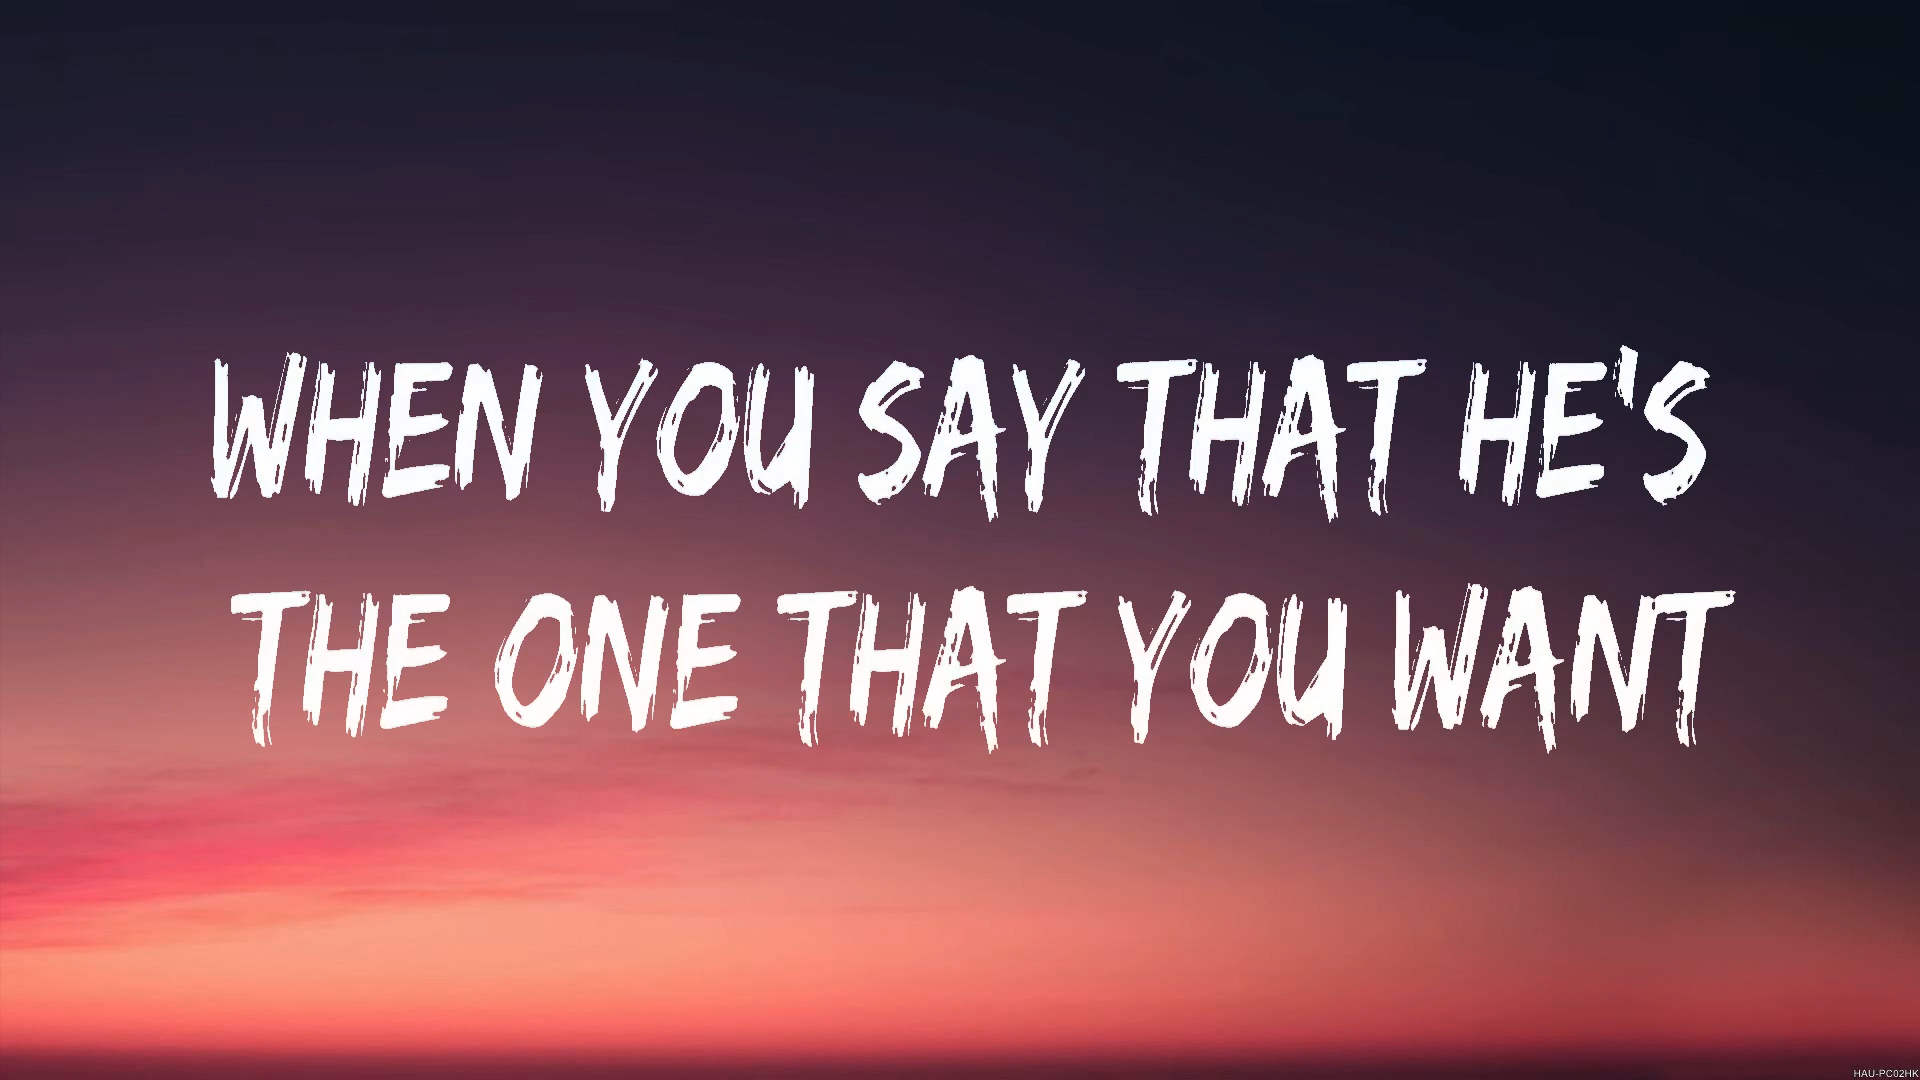 WHEN YOU SAY THAT HE'S
THE ONE THAT YOU WANT
HAU-PC02HK